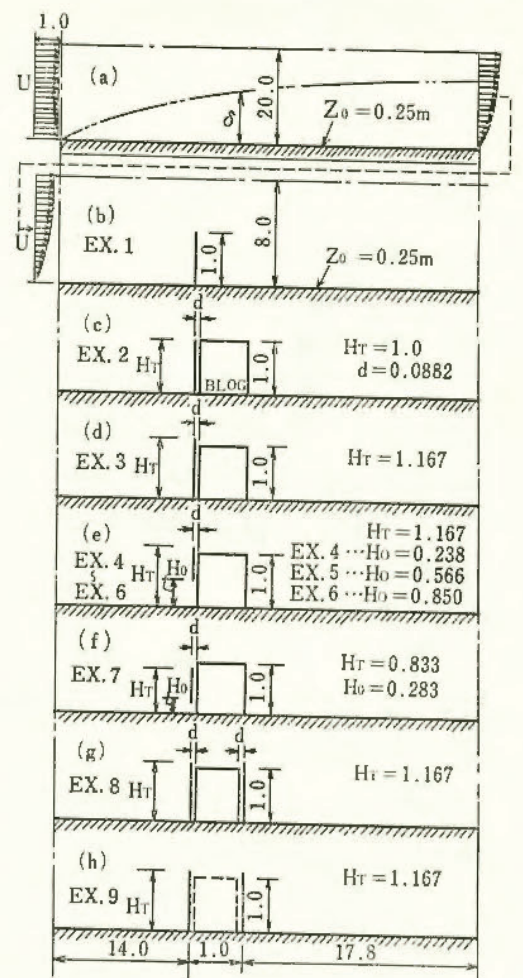 1.0
U
(a)
δ
20.0
Z₀ = 0.25m
U
(b)
EX. 1
1.0
8.0
Z₀ = 0.25m
(c)
EX. 2
d
HT
BLOG
1.0
HT = 1.0
d = 0.0882
(d)
EX. 3
d
HT
1.0
HT = 1.167
(e)
EX. 4
∫
EX. 6
d
HT
H₀
1.0
HT = 1.167
EX. 4 ··· H₀ = 0.238
EX. 5 ··· H₀ = 0.566
EX. 6 ··· H₀ = 0.850
(f)
EX. 7
d
HT
H₀
1.0
HT = 0.833
H₀ = 0.283
(g)
EX. 8
d
d
HT
1.0
HT = 1.167
(h)
EX. 9
HT
1.0
HT = 1.167
14.0
1.0
17.8